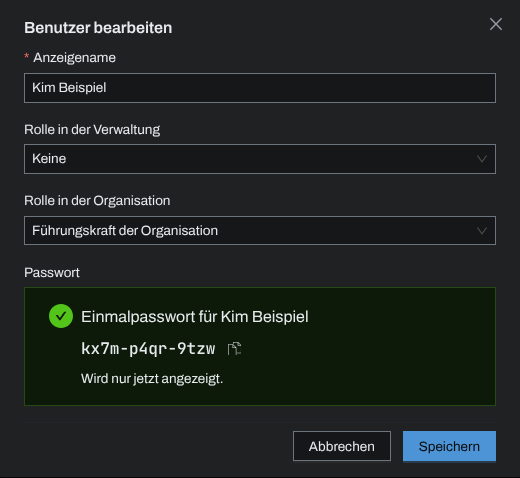 Benutzer bearbeiten
* Anzeigename
Kim Beispiel
Rolle in der Verwaltung
Keine
Rolle in der Organisation
Führungskraft der Organisation
Passwort
Einmalpasswort für Kim Beispiel
kx7m-p4qr-9tzw
Wird nur jetzt angezeigt.
Abbrechen
Speichern